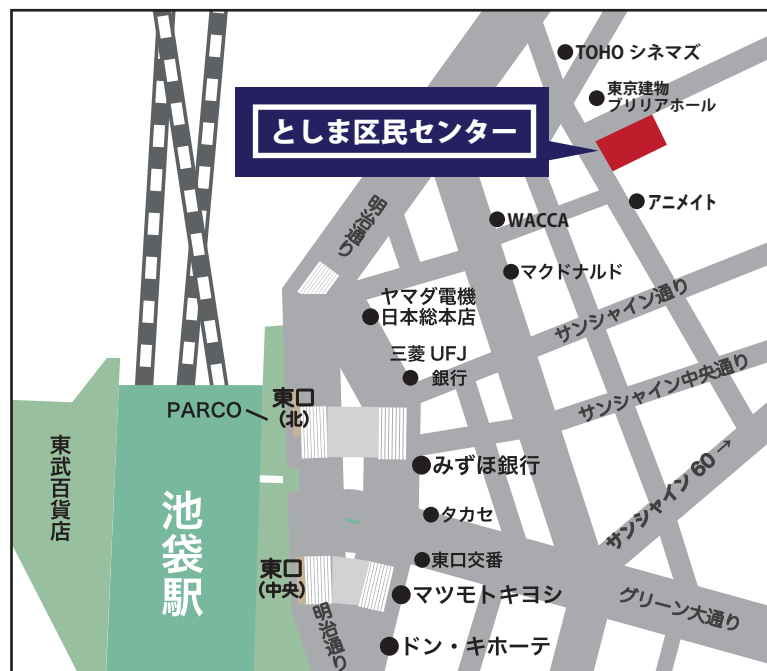 TOHO シネマズ
東京建物
ブリリアホール
としま区民センター
アニメイト
明治通り
WACCA
マクドナルド
ヤマダ電機
日本総本店
サンシャイン通り
三菱 UFJ
銀行
サンシャイン中央通り
PARCO
東口
(北)
東武百貨店
みずほ銀行
サンシャイン 60→
池袋駅
タカセ
東口交番
東口
(中央)
マツモトキヨシ
グリーン大通り
明治通り
ドン・キホーテ